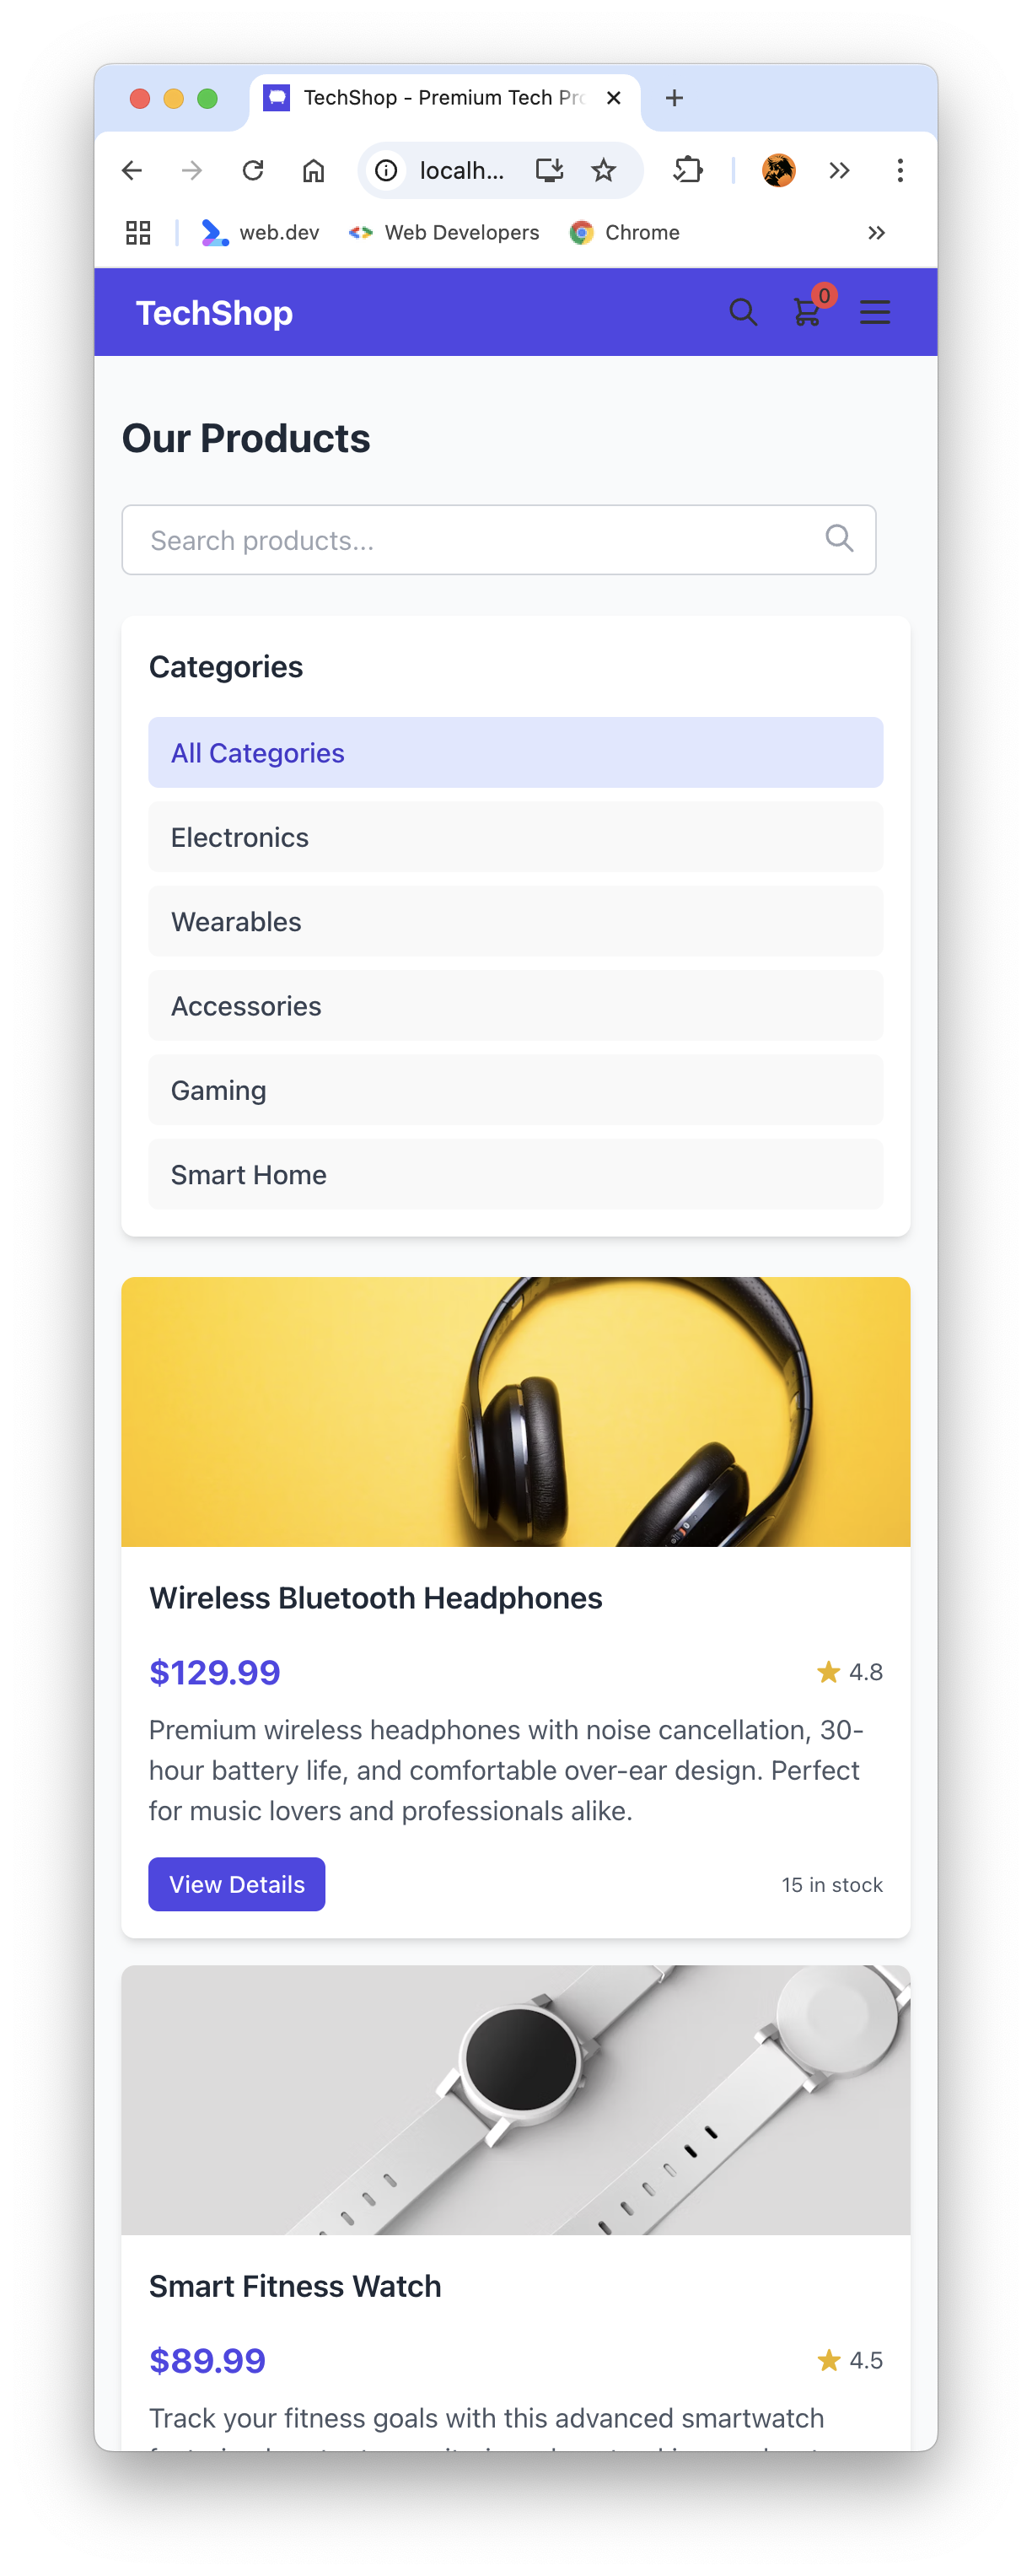 TechShop - Premium Tech Pro
localh...
web.dev
Web Developers
Chrome
TechShop
0
Our Products
Search products...
Categories
All Categories
Electronics
Wearables
Accessories
Gaming
Smart Home
Wireless Bluetooth Headphones
$129.99
4.8
Premium wireless headphones with noise cancellation, 30-
hour battery life, and comfortable over-ear design. Perfect
for music lovers and professionals alike.
View Details
15 in stock
Smart Fitness Watch
$89.99
4.5
Track your fitness goals with this advanced smartwatch